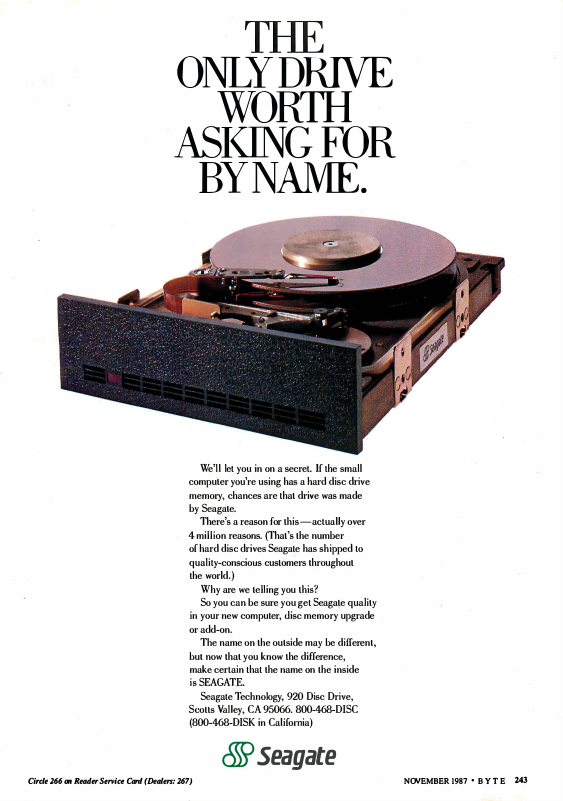 THE
ONLY DRIVE
WORTH
ASKING FOR
BY NAME.
Seagate
We'll let you in on a secret. If the small
computer you're using has a hard disc drive
memory, chances are that drive was made
by Seagate.
There's a reason for this—actually over
4 million reasons. (That's the number
of hard disc drives Seagate has shipped to
quality-conscious customers throughout
the world.)
Why are we telling you this?
So you can be sure you get Seagate quality
in your new computer, disc memory upgrade
or add-on.
The name on the outside may be different,
but now that you know the difference,
make certain that the name on the inside
is SEAGATE.
Seagate Technology, 920 Disc Drive,
Scotts Valley, CA 95066. 800-468-DISC
(800-468-DISK in California)
Seagate
Circle 266 on Reader Service Card (Dealers: 267)
NOVEMBER 1987 • BYTE 243